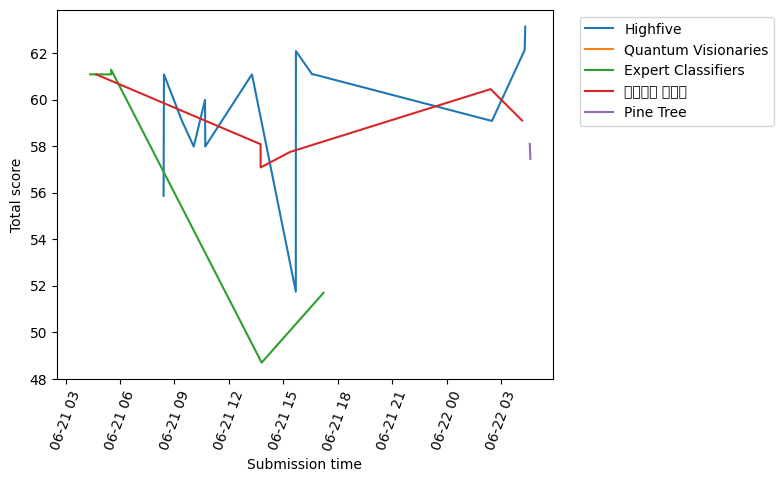 Highfive
Quantum Visionaries
Expert Classifiers
Pine Tree
Total score
62
60
58
56
54
52
50
48
06-21 03
06-21 06
06-21 09
06-21 12
06-21 15
06-21 18
06-21 21
06-22 00
06-22 03
Submission time